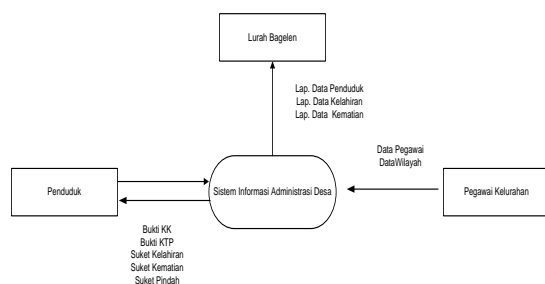 Lurah Bagelen
Lap. Data Penduduk
Lap. Data Kelahiran
Lap. Data Kematian
Data Pegawai
DataWilayah
Penduduk
Sistem Informasi Administrasi Desa
Pegawai Kelurahan
Bukti KK
Bukti KTP
Suket Kelahiran
Suket Kematian
Suket Pindah